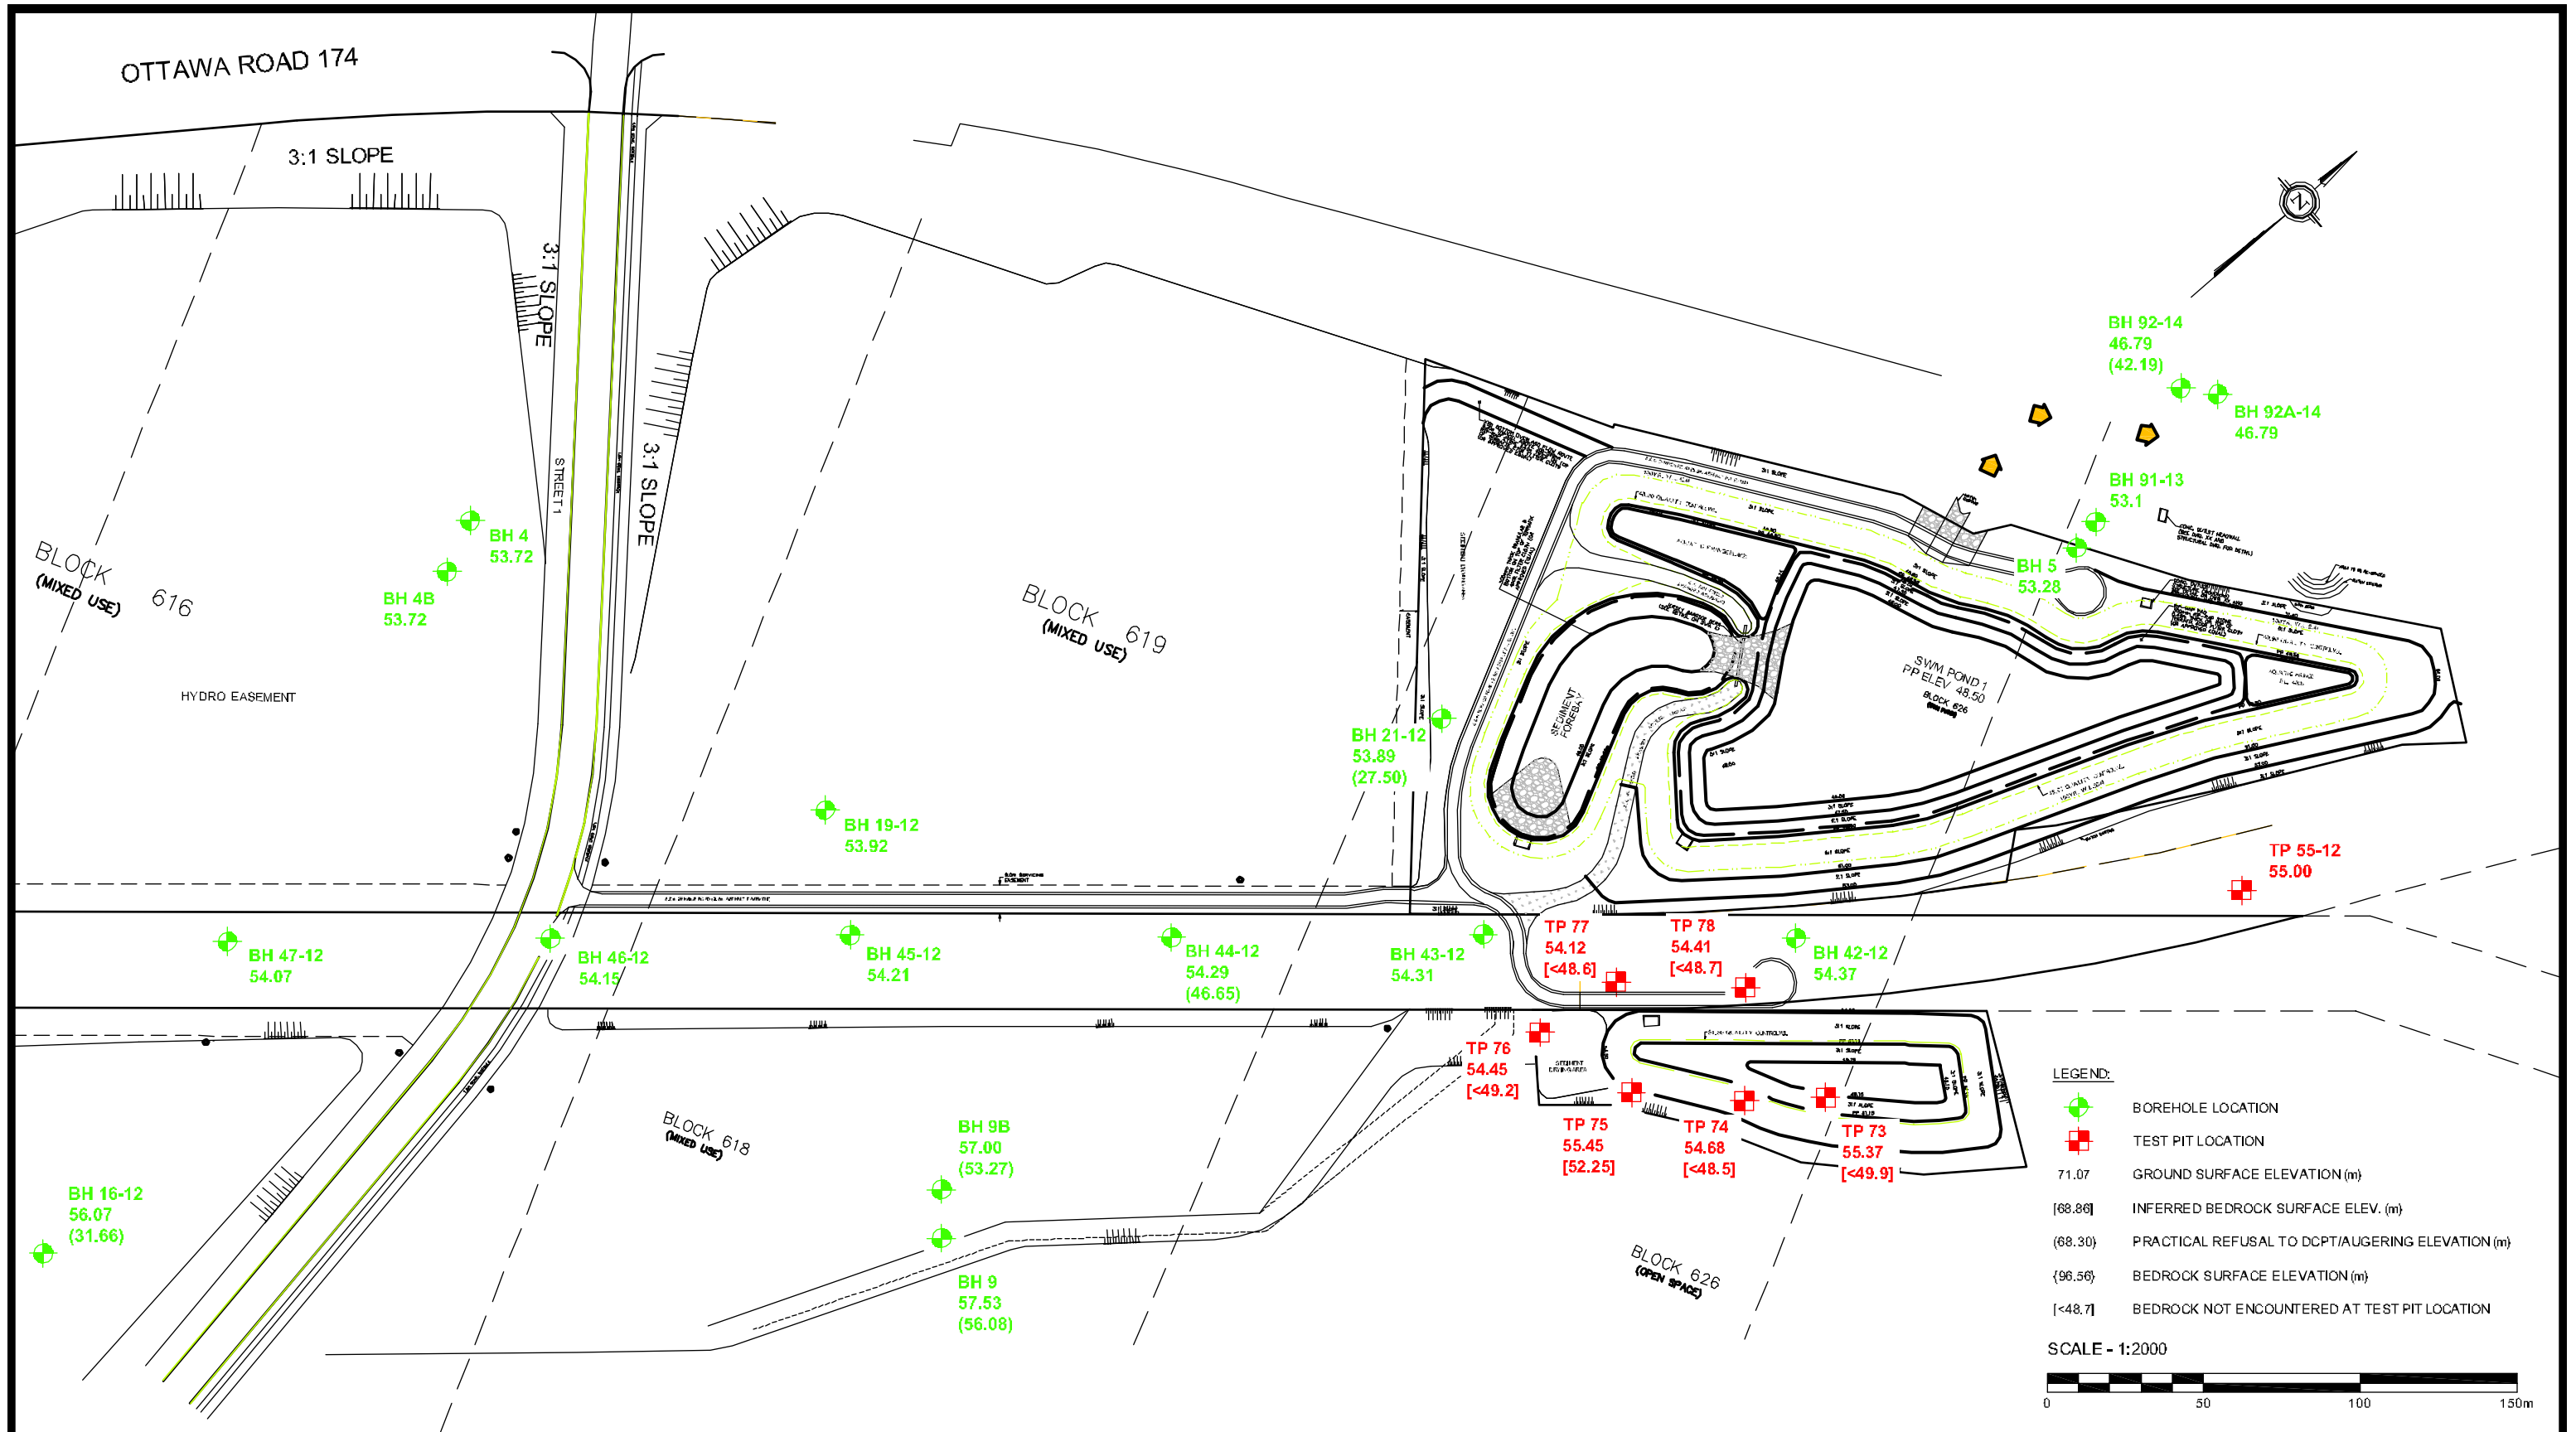 OTTAWA ROAD 174
3:1 SLOPE
3:1 SLOPE
3:1 SLOPE
STREET 1
N
BH 92-14
46.79
(42.19)
BH 92A-14
46.79
BH 91-13
53.1
BH 5
53.28
BH 4
53.72
BH 4B
53.72
BLOCK 616
(MIXED USE)
HYDRO EASEMENT
BLOCK 619
(MIXED USE)
SWM POND 1
PP ELEV 48.50
BLOCK 626
SEDIMENT
FOREBAY
BH 21-12
53.89
(27.50)
BH 19-12
53.92
TP 55-12
55.00
BH 47-12
54.07
BH 46-12
54.15
BH 45-12
54.21
BH 44-12
54.29
(46.65)
BH 43-12
54.31
TP 77
54.12
[<48.6]
TP 78
54.41
[<48.7]
BH 42-12
54.37
TP 76
54.45
[<49.2]
SEDIMENT
DRYING AREA
TP 75
55.45
[52.25]
TP 74
54.68
[<48.5]
TP 73
55.37
[<49.9]
BLOCK 618
(MIXED USE)
BH 9B
57.00
(53.27)
BH 9
57.53
(56.08)
BH 16-12
56.07
(31.66)
BLOCK 626
(OPEN SPACE)
LEGEND:
BOREHOLE LOCATION
TEST PIT LOCATION
71.07 GROUND SURFACE ELEVATION (m)
[68.86] INFERRED BEDROCK SURFACE ELEV. (m)
(68.30) PRACTICAL REFUSAL TO DCPT/AUGERING ELEVATION (m)
{96.56} BEDROCK SURFACE ELEVATION (m)
[<48.7] BEDROCK NOT ENCOUNTERED AT TEST PIT LOCATION
SCALE - 1:2000
0 50 100 150m